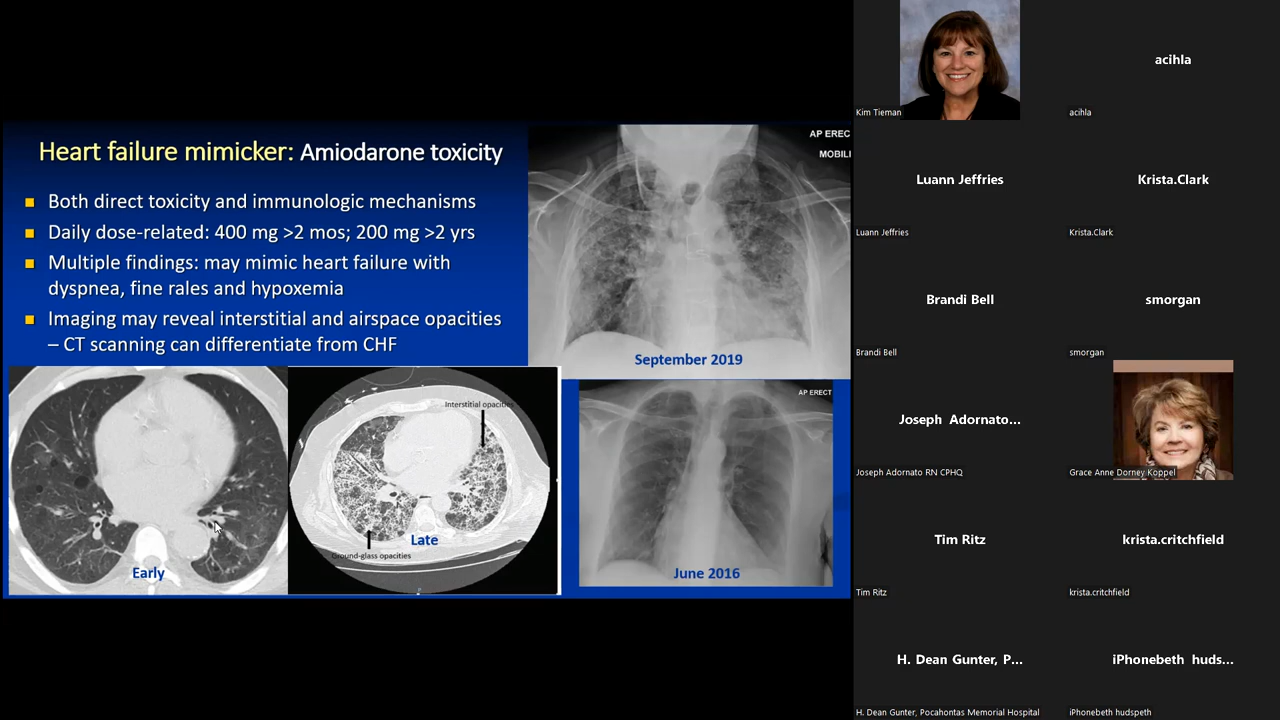 Heart failure mimicker: Amiodarone toxicity
Both direct toxicity and immunologic mechanisms
Daily dose-related: 400 mg >2 mos; 200 mg >2 yrs
Multiple findings: may mimic heart failure with
dyspnea, fine rales and hypoxemia
Imaging may reveal interstitial and airspace opacities
– CT scanning can differentiate from CHF
AP EREC
MOBILI
September 2019
Early
Interstitial opacities
Ground-glass opacities
Late
AP ERECT
June 2016
Kim Tieman
acihla
acihla
Luann Jeffries
Luann Jeffries
Krista.Clark
Krista.Clark
Brandi Bell
Brandi Bell
smorgan
smorgan
Joseph Adornato...
Joseph Adornato RN CPHQ
Grace Anne Dorney Koppel
Tim Ritz
Tim Ritz
krista.critchfield
krista.critchfield
H. Dean Gunter, P...
H. Dean Gunter, Pocahontas Memorial Hospital
iPhonebeth huds...
iPhonebeth hudspeth